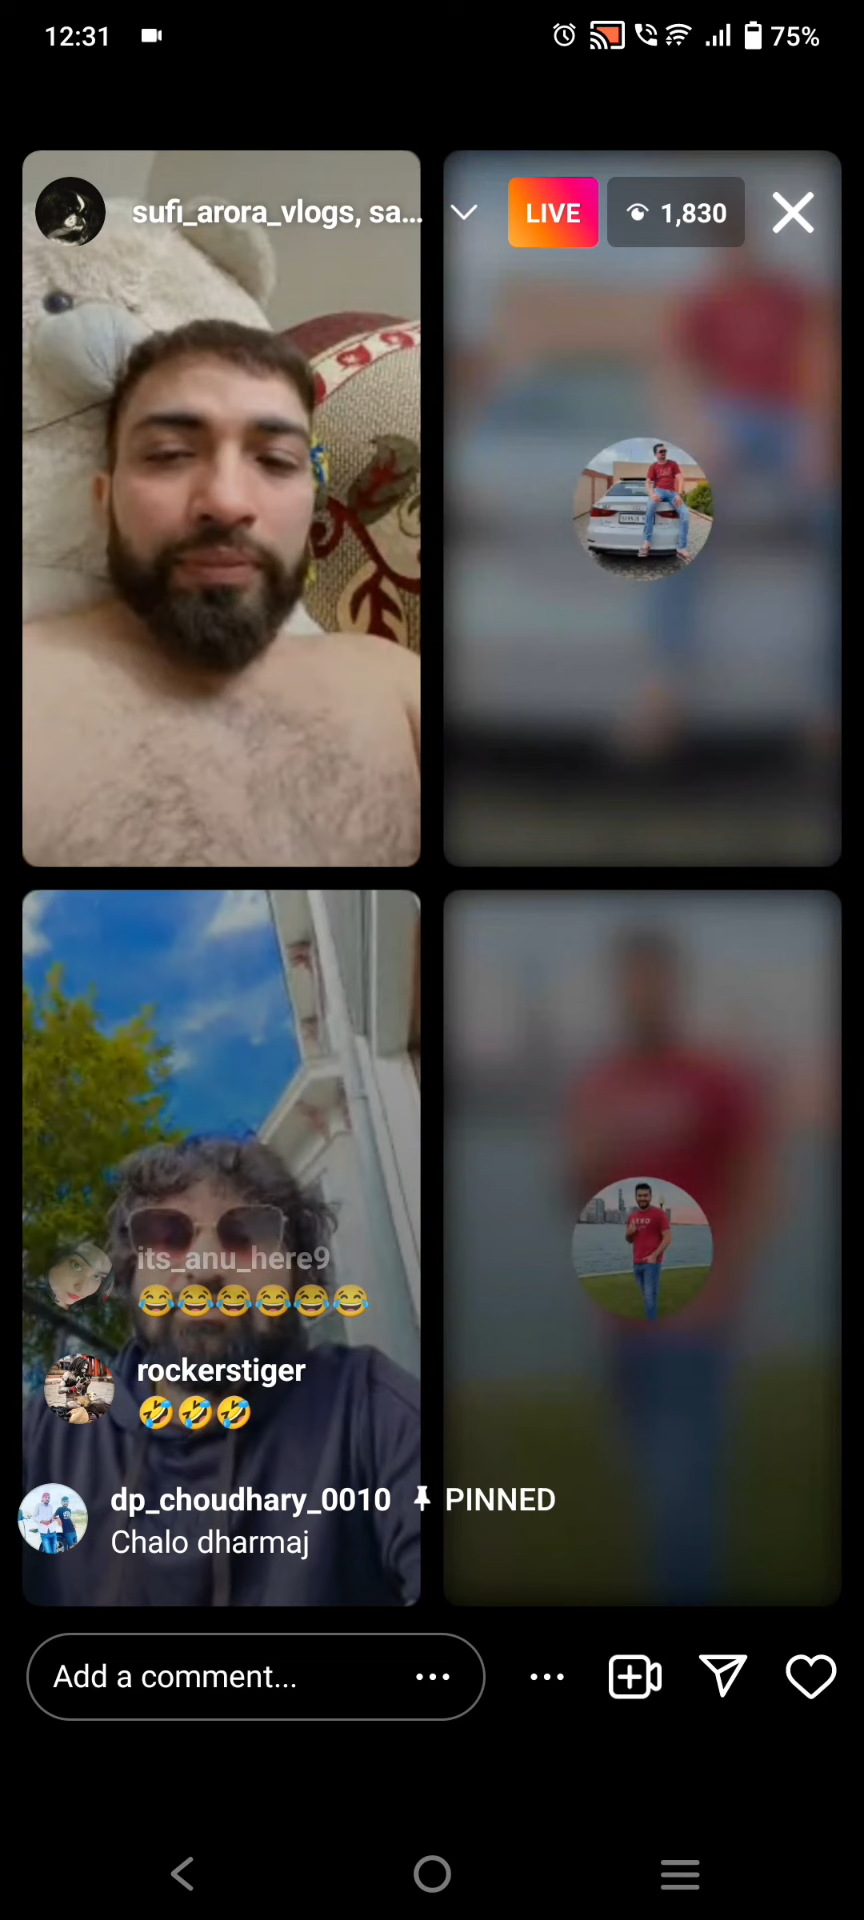 12:31
75%
sufi_arora_vlogs, sa...
LIVE
1,830
its_anu_here9
😂😂😂😂😂😂
rockerstiger
🤣🤣🤣
dp_choudhary_0010 PINNED
Chalo dharmaj
Add a comment...